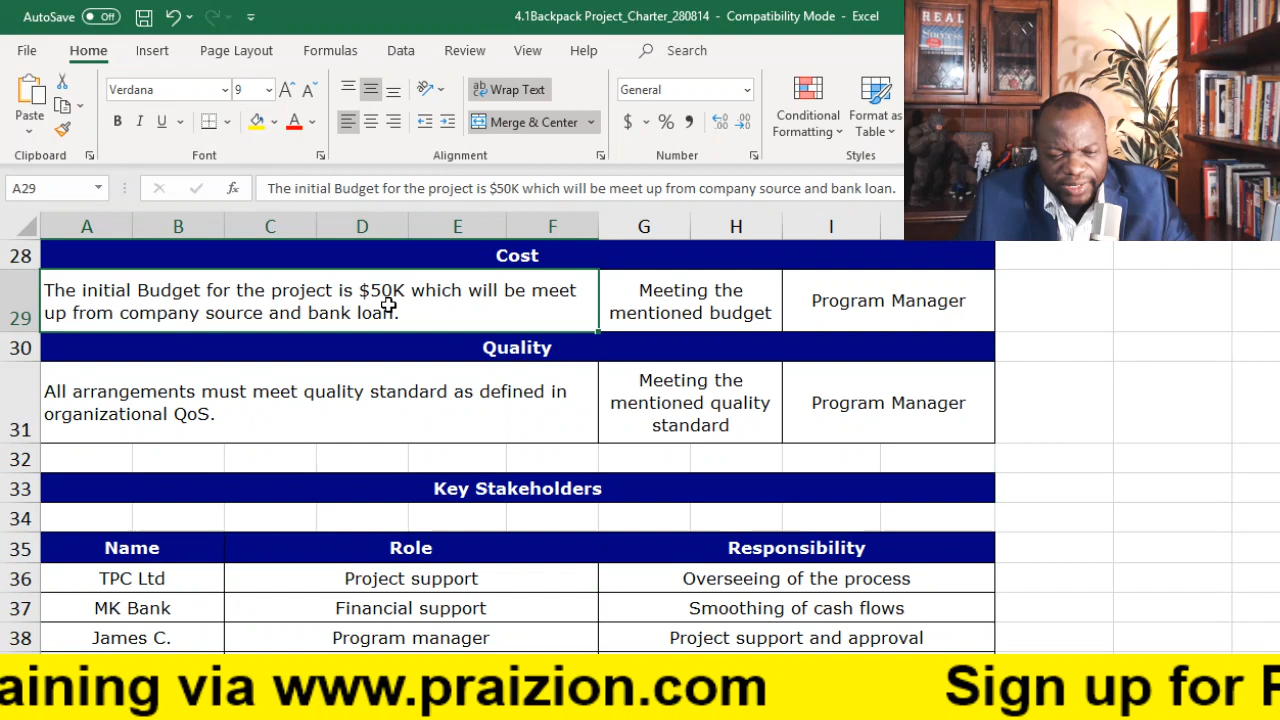 AutoSave Off 4.1Backpack Project_Charter_280814 - Compatibility Mode - Excel
File Home Insert Page Layout Formulas Data Review View Help Search
Verdana 9 Wrap Text General
Paste B I U Merge & Center $ % Conditional Formatting Format as Table
Clipboard Font Alignment Number Styles
A29 fx The initial Budget for the project is $50K which will be meet up from company source and bank loan.
A B C D E F G H I
28 Cost
29 The initial Budget for the project is $50K which will be meet
up from company source and bank loan.
Meeting the
mentioned budget
Program Manager
30 Quality
31 All arrangements must meet quality standard as defined in
organizational QoS.
Meeting the
mentioned quality
standard
Program Manager
32
33 Key Stakeholders
34
35 Name Role Responsibility
36 TPC Ltd Project support Overseeing of the process
37 MK Bank Financial support Smoothing of cash flows
38 James C. Program manager Project support and approval
REAL
Success
aining via www.praizion.com Sign up for P